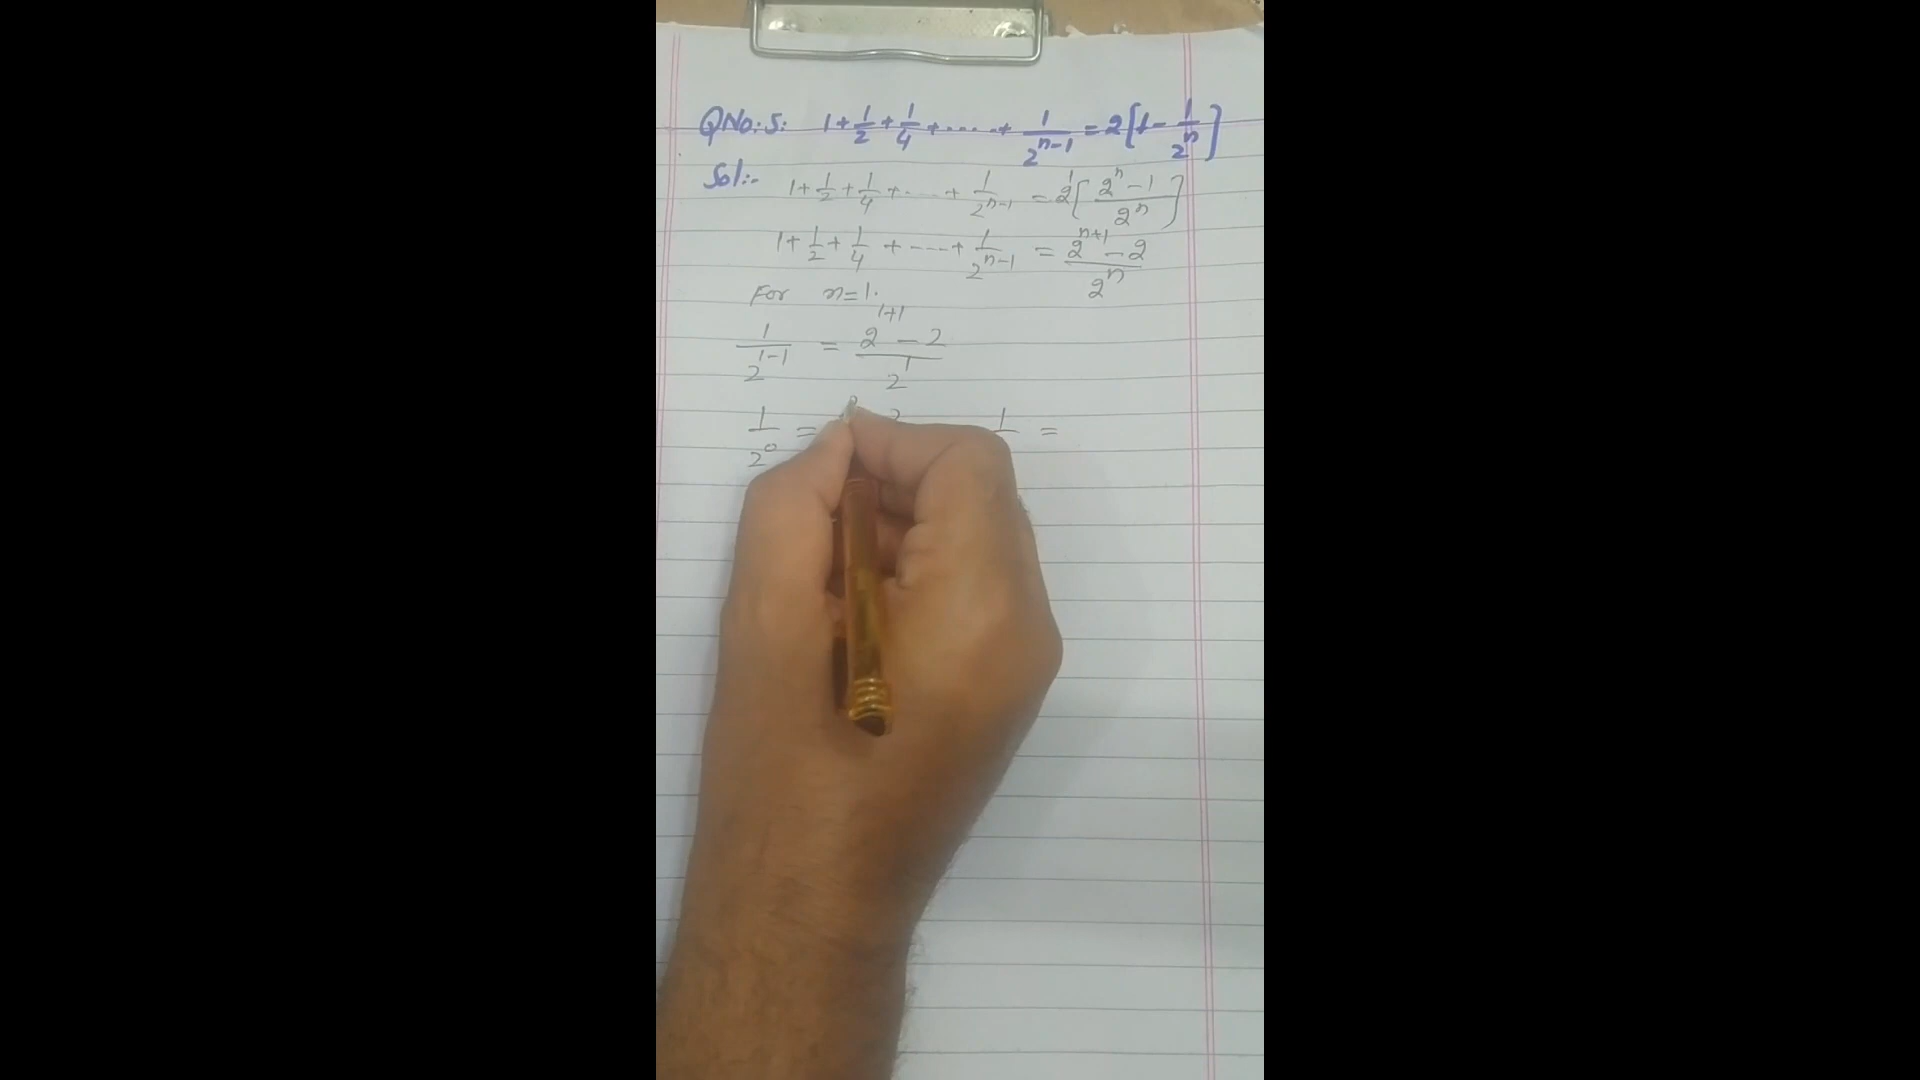 QNo:5: 1+1/2+1/4+.....+1/2^(n-1)=2[1-1/2^n]
Sol:- 1+1/2+1/4+.....+1/2^(n-1)=2^1[(2^n-1)/2^n]
1+1/2+1/4+.....+1/2^(n-1)=(2^(n+1)-2)/2^n
For n=1.
1/2^(1-1)=(2^(1+1)-2)/2^1
1/2^0= 1 =